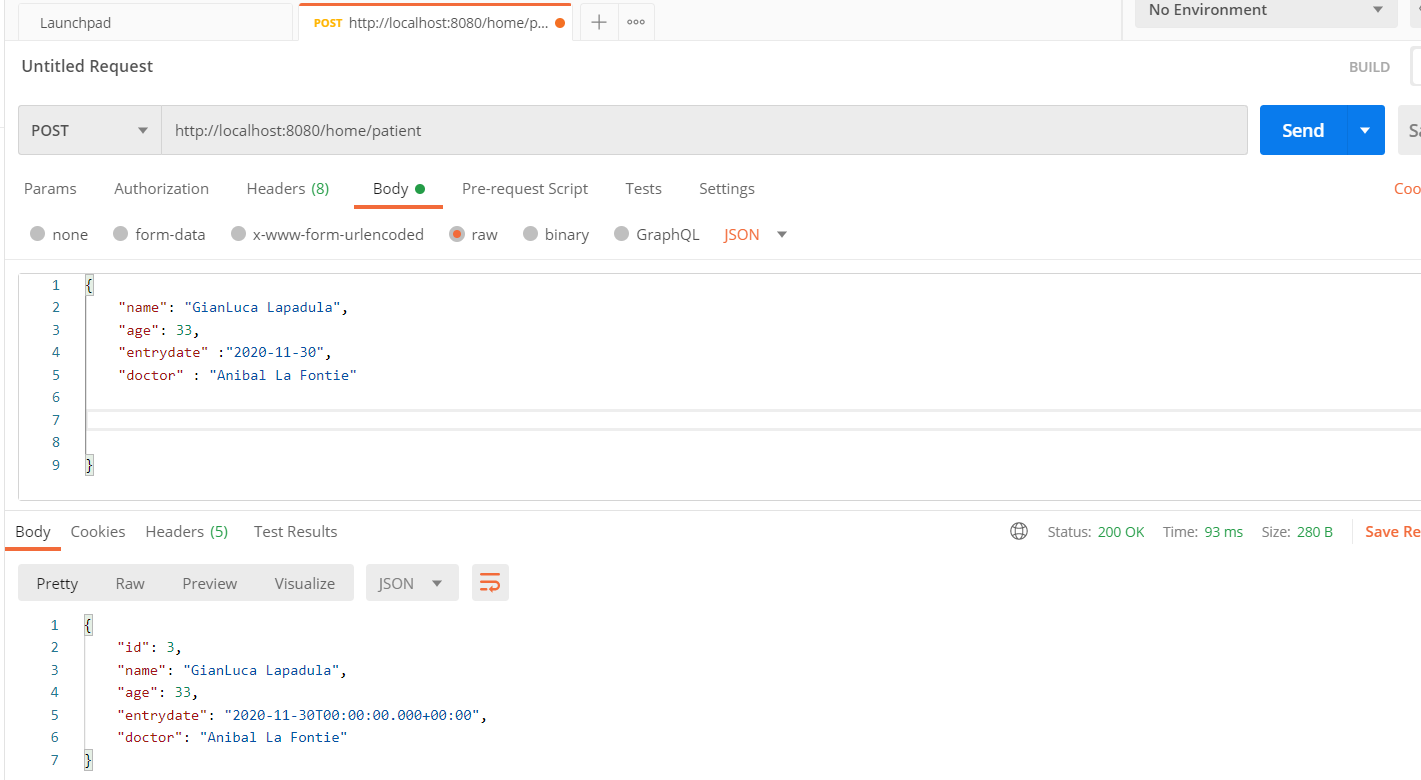 Launchpad POST http://localhost:8080/home/p... No Environment
Untitled Request BUILD
POST http://localhost:8080/home/patient Send
Params Authorization Headers (8) Body Pre-request Script Tests Settings
none form-data x-www-form-urlencoded raw binary GraphQL JSON
1 {
2 "name": "GianLuca Lapadula",
3 "age": 33,
4 "entrydate" :"2020-11-30",
5 "doctor" : "Anibal La Fontie"
6
7
8
9 }
Body Cookies Headers (5) Test Results Status: 200 OK Time: 93 ms Size: 280 B Save Re
Pretty Raw Preview Visualize JSON
1 {
2 "id": 3,
3 "name": "GianLuca Lapadula",
4 "age": 33,
5 "entrydate": "2020-11-30T00:00:00.000+00:00",
6 "doctor": "Anibal La Fontie"
7 }